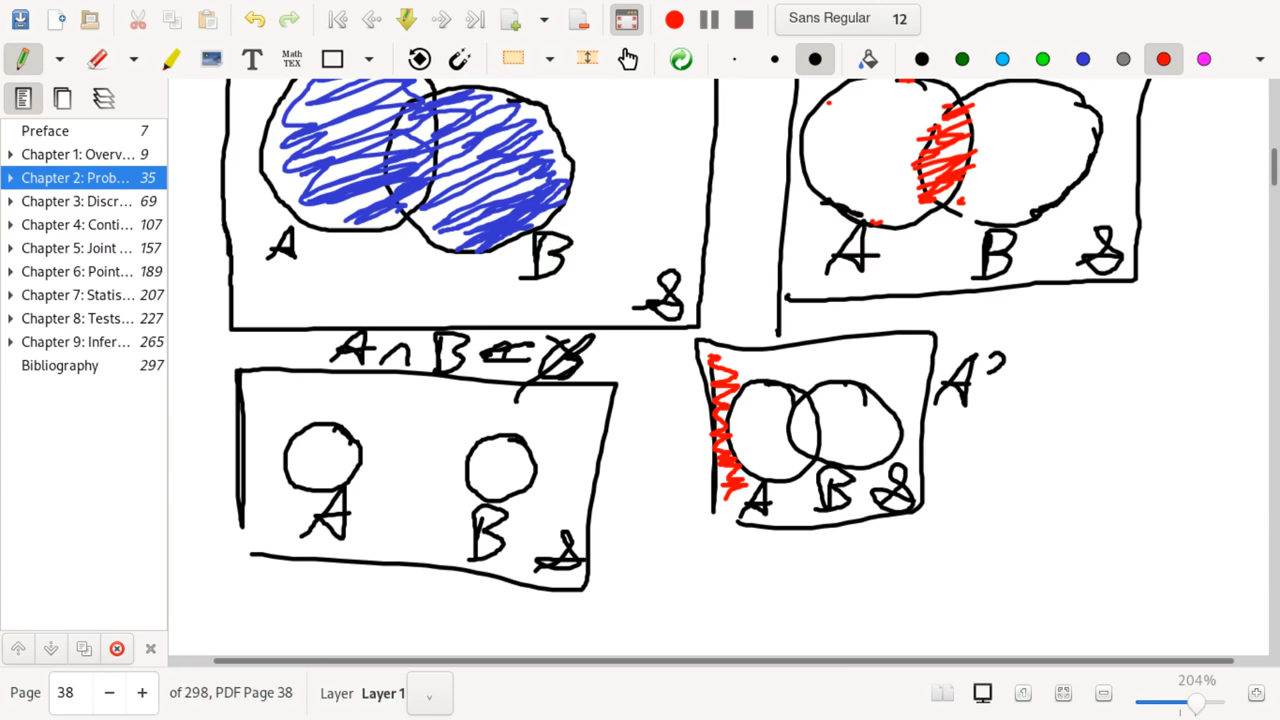 Sans Regular 12
T Math TEX
Preface 7
Chapter 1: Overv... 9
Chapter 2: Prob... 35
Chapter 3: Discr... 69
Chapter 4: Conti... 107
Chapter 5: Joint ... 157
Chapter 6: Point... 189
Chapter 7: Statis... 207
Chapter 8: Tests... 227
Chapter 9: Infer... 265
Bibliography 297
A B S
A B S
A ∩ B = ∅
A B S
A'
A B S
Page 38 − + of 298, PDF Page 38 Layer Layer 1 204%